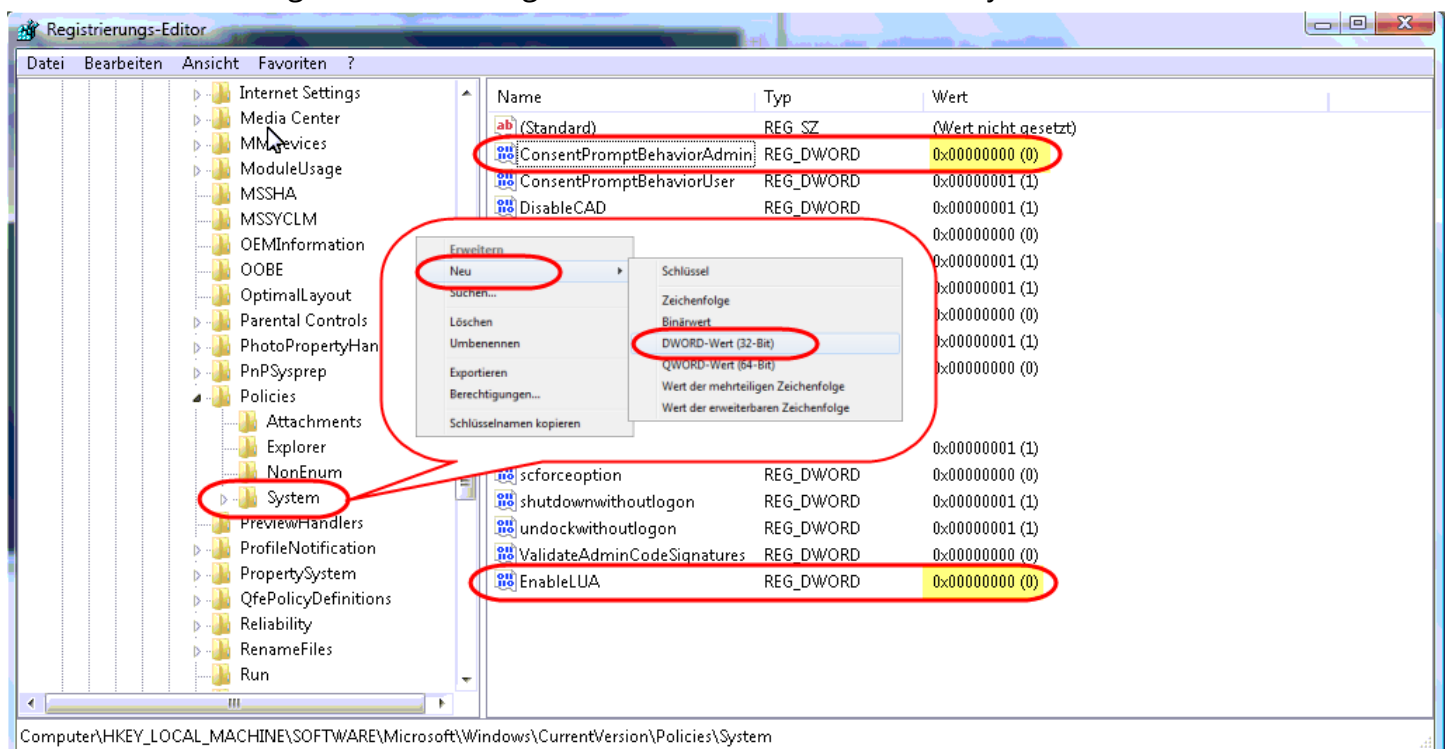 Registrierungs-Editor
Datei Bearbeiten Ansicht Favoriten ?
Internet Settings
Media Center
MMDevices
ModuleUsage
MSSHA
MSSYCLM
OEMInformation
OOBE
OptimalLayout
Parental Controls
PhotoPropertyHan
PnPSysprep
Policies
Attachments
Explorer
NonEnum
System
PreviewHandlers
ProfileNotification
PropertySystem
QfePolicyDefinitions
Reliability
RenameFiles
Run
Name Typ Wert
(Standard) REG_SZ (Wert nicht gesetzt)
ConsentPromptBehaviorAdmin REG_DWORD 0x00000000 (0)
ConsentPromptBehaviorUser REG_DWORD 0x00000001 (1)
DisableCAD REG_DWORD 0x00000001 (1)
0x00000000 (0)
0x00000001 (1)
0x00000001 (1)
0x00000000 (0)
0x00000001 (1)
0x00000000 (0)
0x00000001 (1)
scforceoption REG_DWORD 0x00000000 (0)
shutdownwithoutlogon REG_DWORD 0x00000001 (1)
undockwithoutlogon REG_DWORD 0x00000001 (1)
ValidateAdminCodeSignatures REG_DWORD 0x00000000 (0)
EnableLUA REG_DWORD 0x00000000 (0)
Erweitern
Neu
Suchen...
Löschen
Umbenennen
Exportieren
Berechtigungen...
Schlüsselnamen kopieren
Schlüssel
Zeichenfolge
Binärwert
DWORD-Wert (32-Bit)
QWORD-Wert (64-Bit)
Wert der mehrteiligen Zeichenfolge
Wert der erweiterbaren Zeichenfolge
Computer\HKEY_LOCAL_MACHINE\SOFTWARE\Microsoft\Windows\CurrentVersion\Policies\System